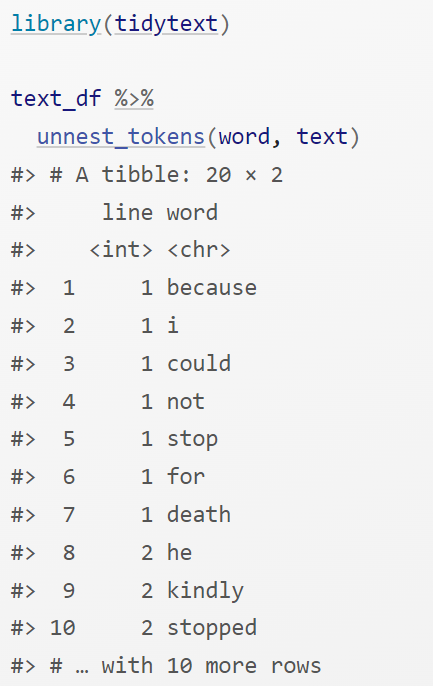 library(tidytext)

text_df %>%
  unnest_tokens(word, text)
#> # A tibble: 20 × 2
#>     line word
#>    <int> <chr>
#>  1     1 because
#>  2     1 i
#>  3     1 could
#>  4     1 not
#>  5     1 stop
#>  6     1 for
#>  7     1 death
#>  8     2 he
#>  9     2 kindly
#> 10     2 stopped
#> # … with 10 more rows